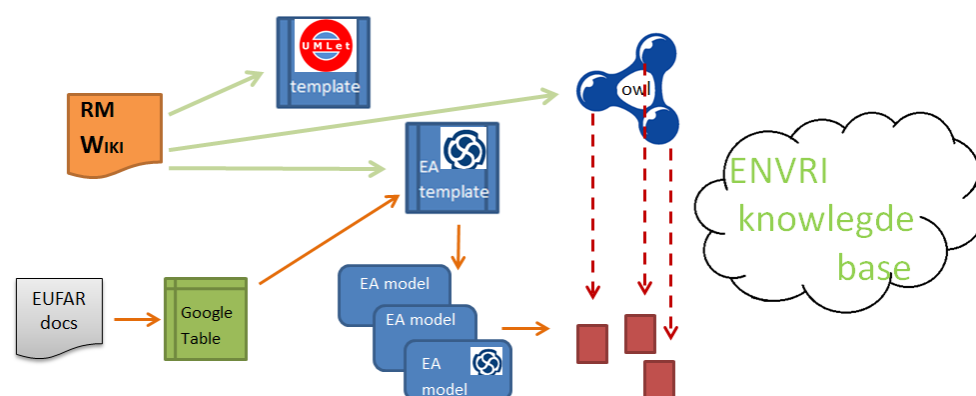 UMLet
template
RM
WIKI
owl
EA
template
ENVRI
knowlegde
base
EUFAR
docs
Google
Table
EA model
EA model
EA
model